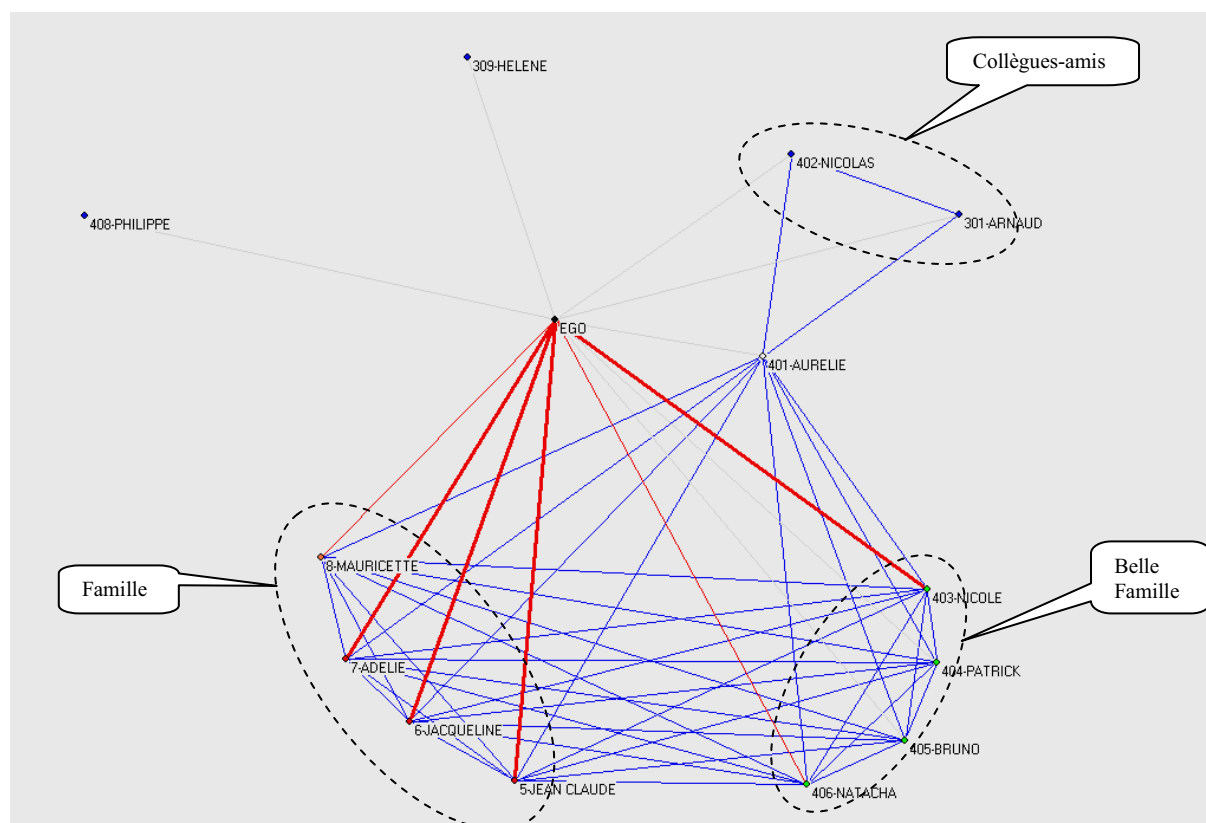 Collègues-amis
309-HELENE
402-NICOLAS
408-PHILIPPE
301-ARNAUD
EGO
401-AURELIE
8-MAURICETTE
Famille
Belle
Famille
403-NICOLE
7-ADELIE
404-PATRICK
6-JACQUELINE
405-BRUNO
5-JEAN CLAUDE
406-NATACHA